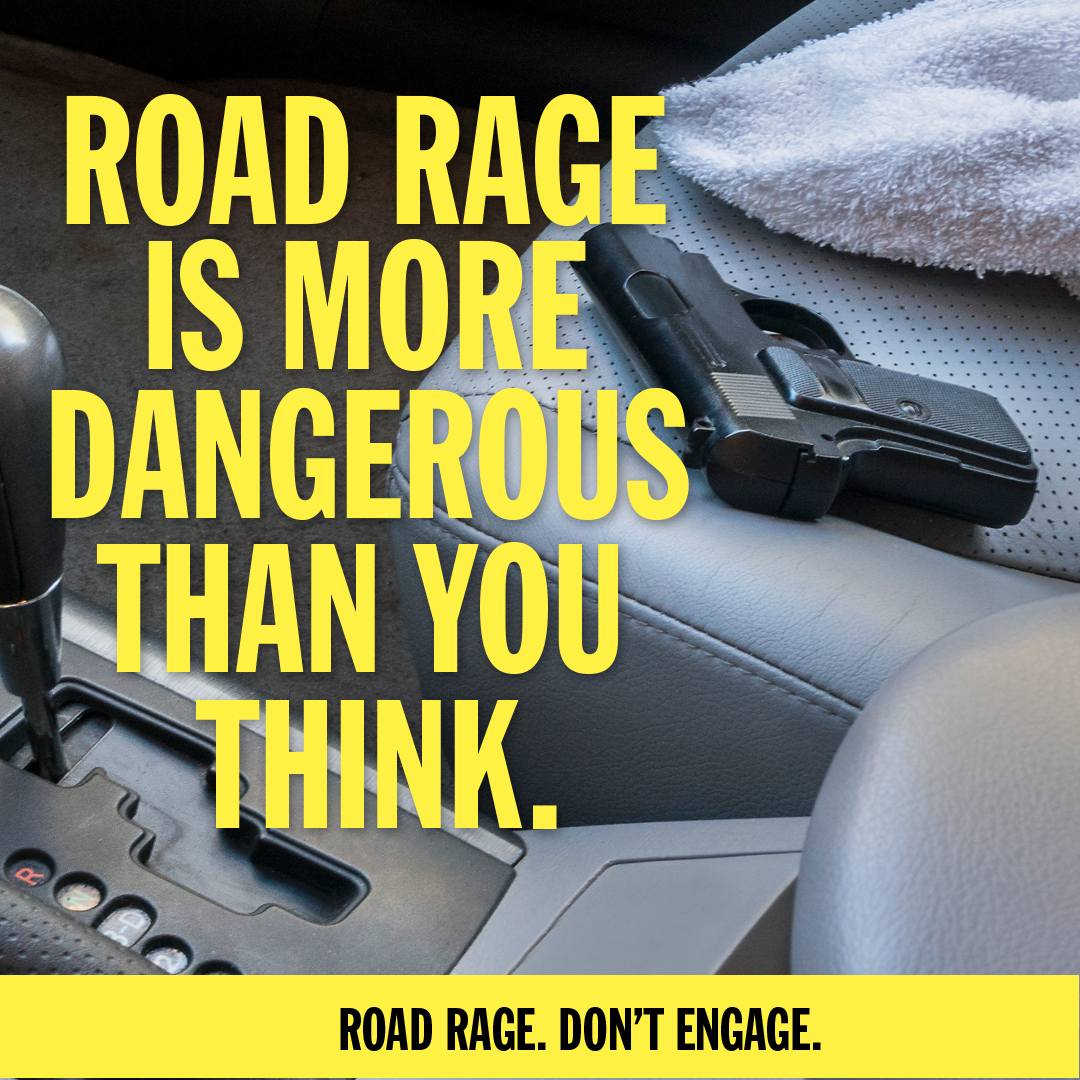 ROAD RAGE
IS MORE
DANGEROUS
THAN YOU
THINK.
R
N
ROAD RAGE. DON'T ENGAGE.